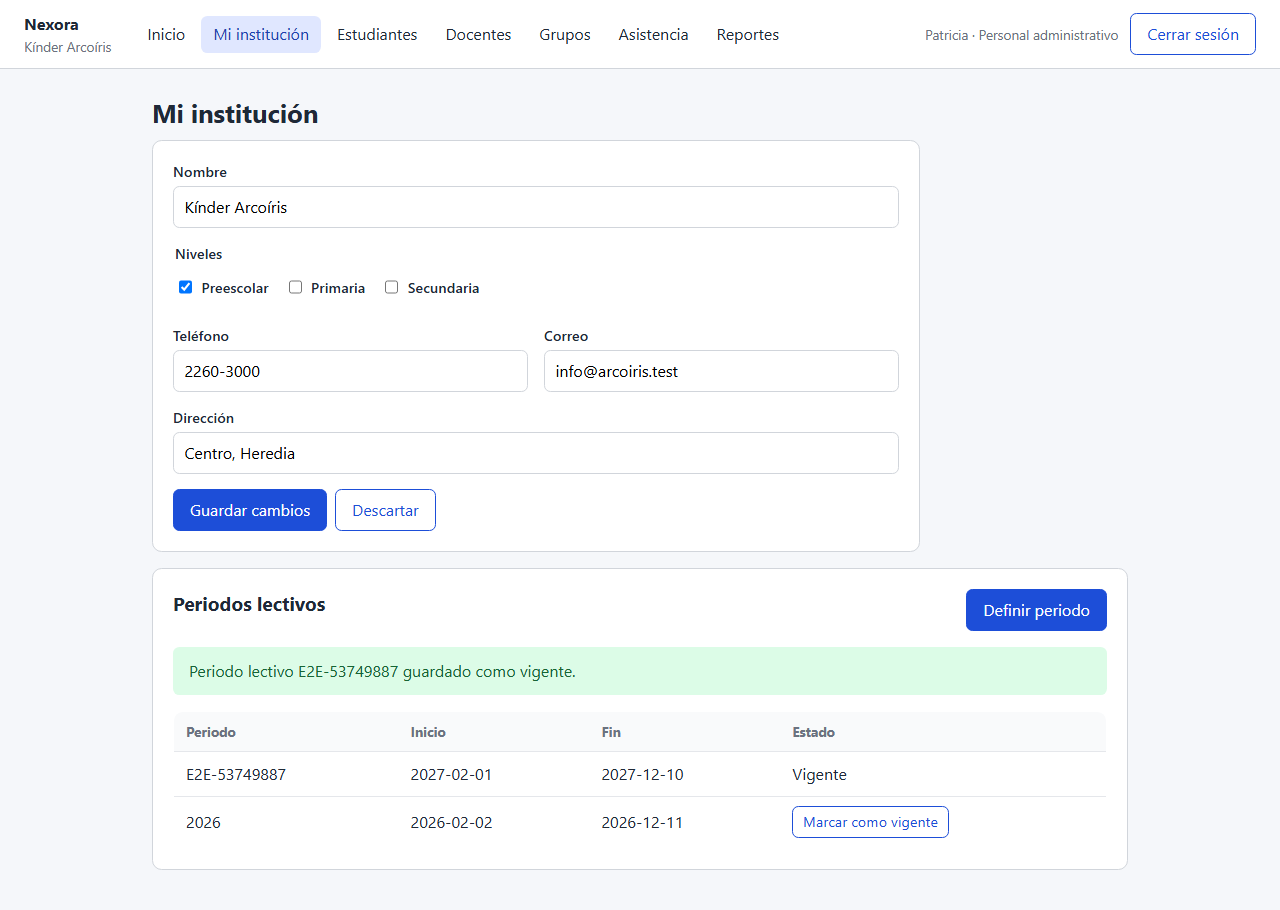 Nexora
Kínder Arcoíris
Inicio
Mi institución
Estudiantes
Docentes
Grupos
Asistencia
Reportes
Patricia · Personal administrativo
Cerrar sesión
Mi institución
Nombre
Kínder Arcoíris
Niveles
Preescolar
Primaria
Secundaria
Teléfono
Correo
2260-3000
info@arcoiris.test
Dirección
Centro, Heredia
Guardar cambios
Descartar
Periodos lectivos
Definir periodo
Periodo lectivo E2E-53749887 guardado como vigente.
Periodo Inicio Fin Estado
E2E-53749887 2027-02-01 2027-12-10 Vigente
2026 2026-02-02 2026-12-11 Marcar como vigente